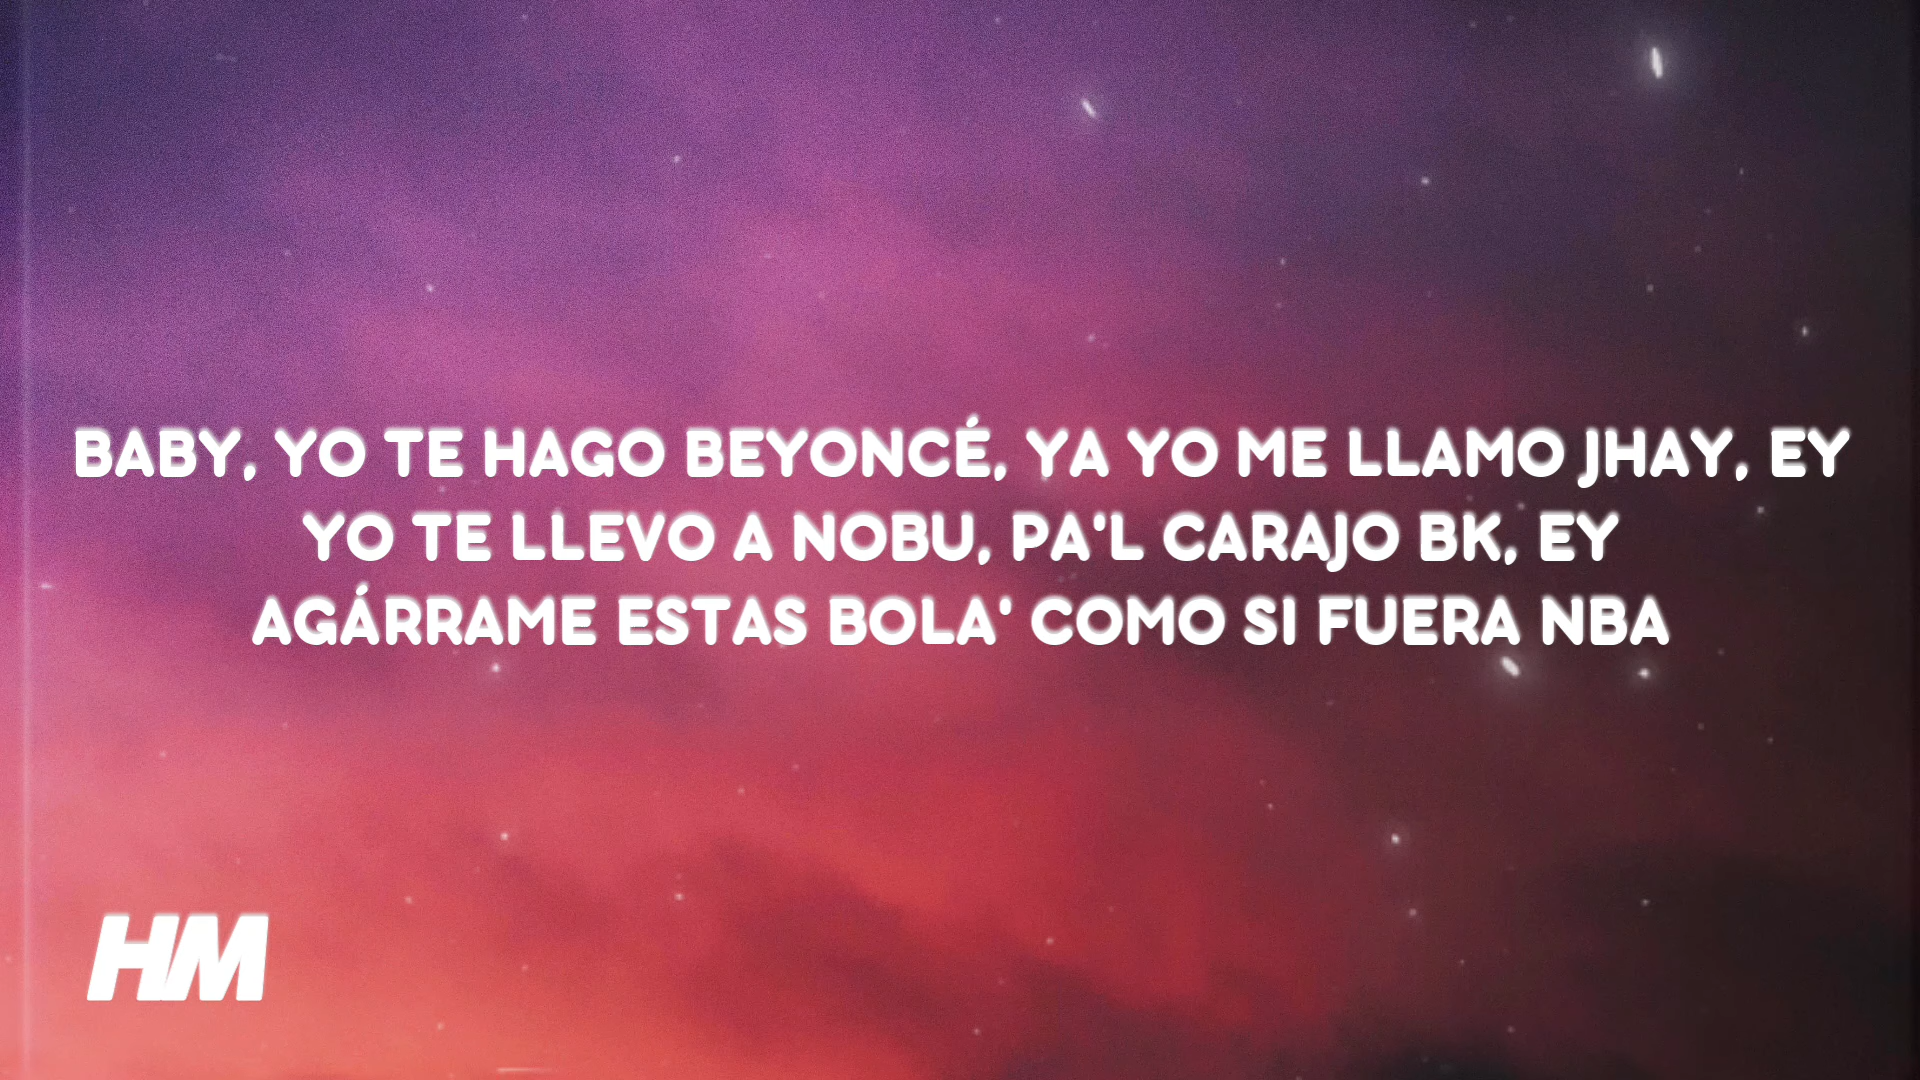 BABY, YO TE HAGO BEYONCÉ, YA YO ME LLAMO JHAY, EY
YO TE LLEVO A NOBU, PA'L CARAJO BK, EY
AGÁRRAME ESTAS BOLA' COMO SI FUERA NBA
HM